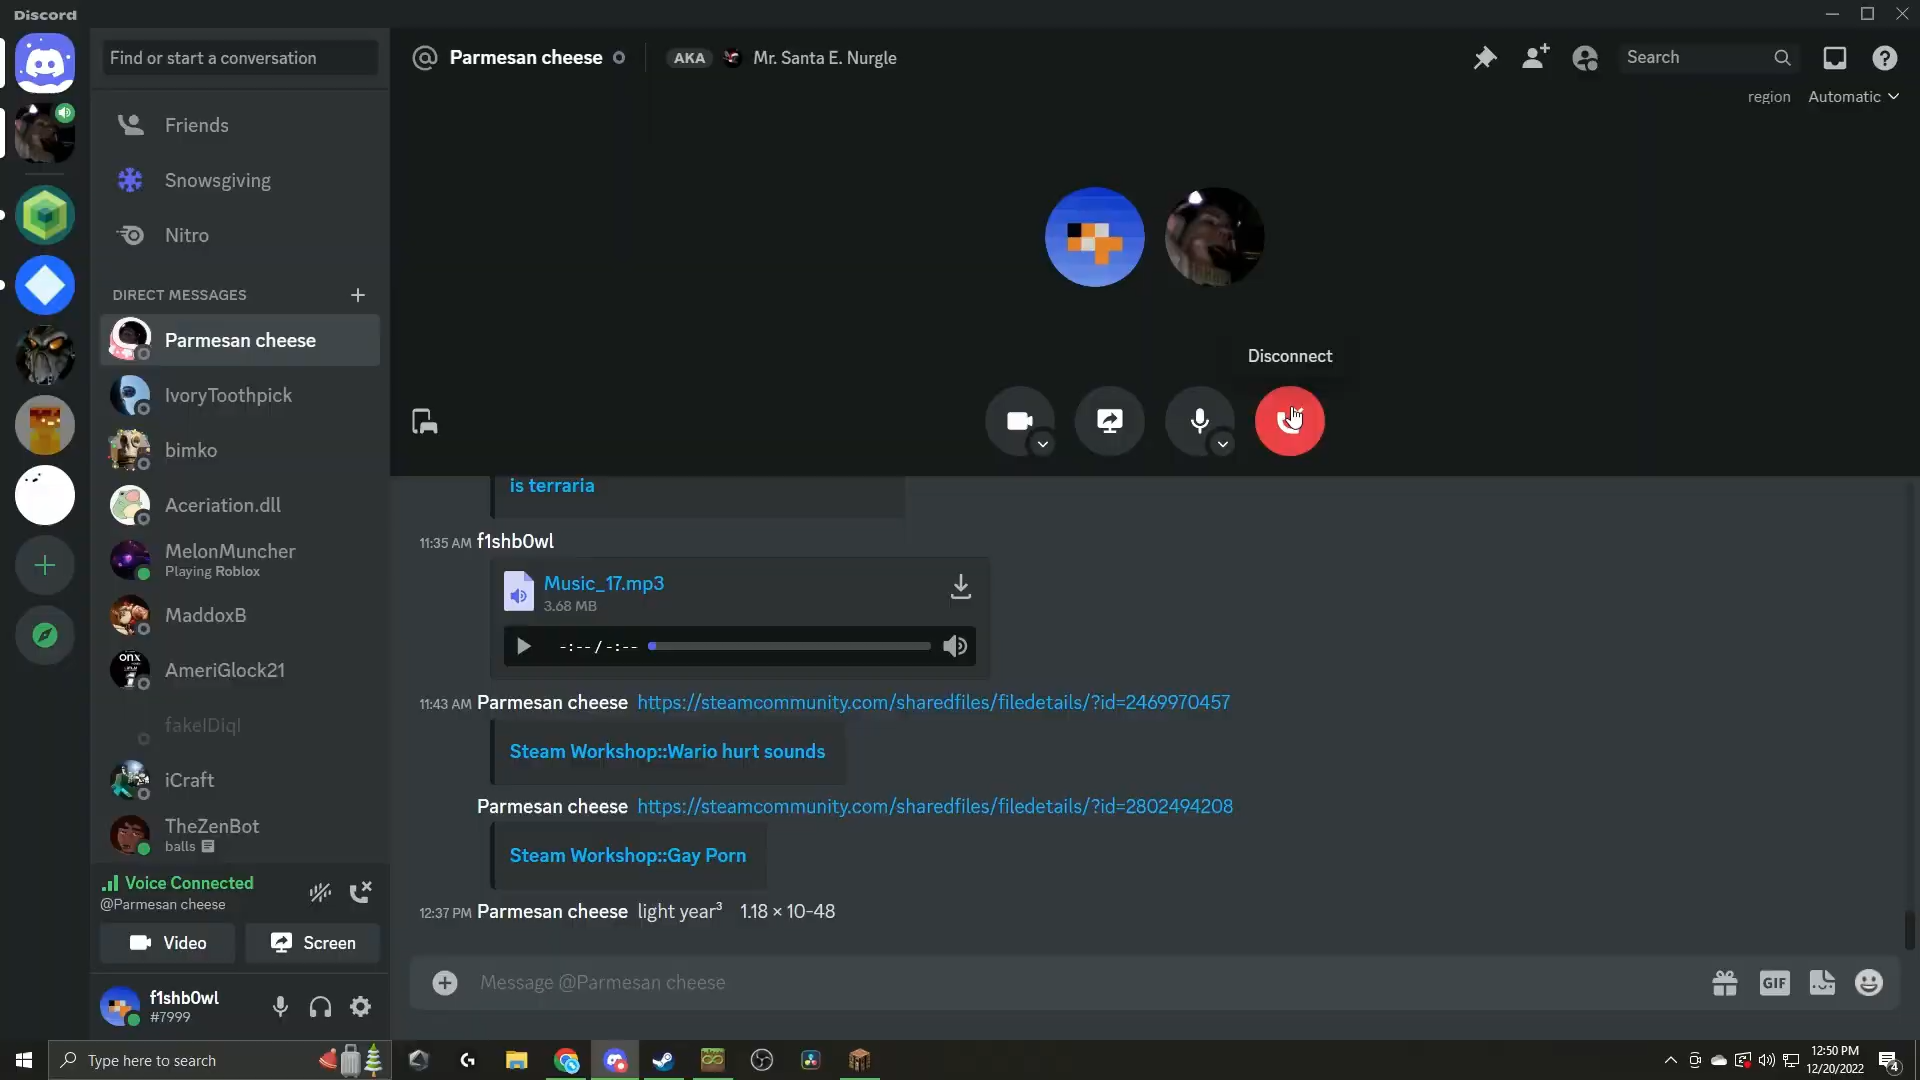 Discord
Find or start a conversation
Parmesan cheese
AKA
Mr. Santa E. Nurgle
Search
region
Automatic
Friends
Snowsgiving
Nitro
DIRECT MESSAGES
Parmesan cheese
IvoryToothpick
bimko
Aceriation.dll
MelonMuncher
Playing Roblox
MaddoxB
AmeriGlock21
fakeIDiql
iCraft
TheZenBot
balls
Voice Connected
@Parmesan cheese
Video
Screen
f1shb0wl
#7999
Disconnect
is terraria
11:35 AM f1shb0wl
Music_17.mp3
3.68 MB
-:-- / -:--
11:43 AM Parmesan cheese https://steamcommunity.com/sharedfiles/filedetails/?id=2469970457
Steam Workshop::Wario hurt sounds
Parmesan cheese https://steamcommunity.com/sharedfiles/filedetails/?id=2802494208
Steam Workshop::Gay Porn
12:37 PM Parmesan cheese light year³ 1.18 × 10-48
Message @Parmesan cheese
GIF
Type here to search
12:50 PM
12/20/2022
4